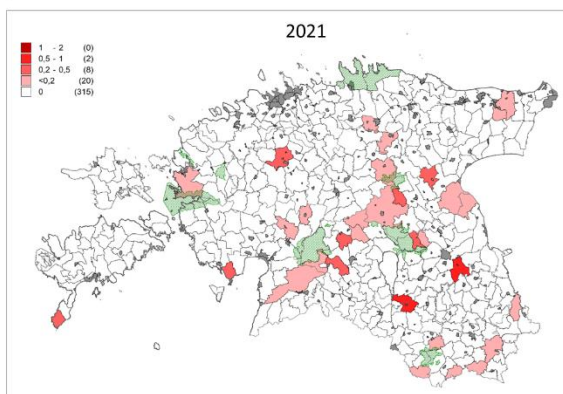 2021
1 - 2 (0)
0,5 - 1 (2)
0,2 - 0,5 (8)
<0,2 (20)
0 (315)